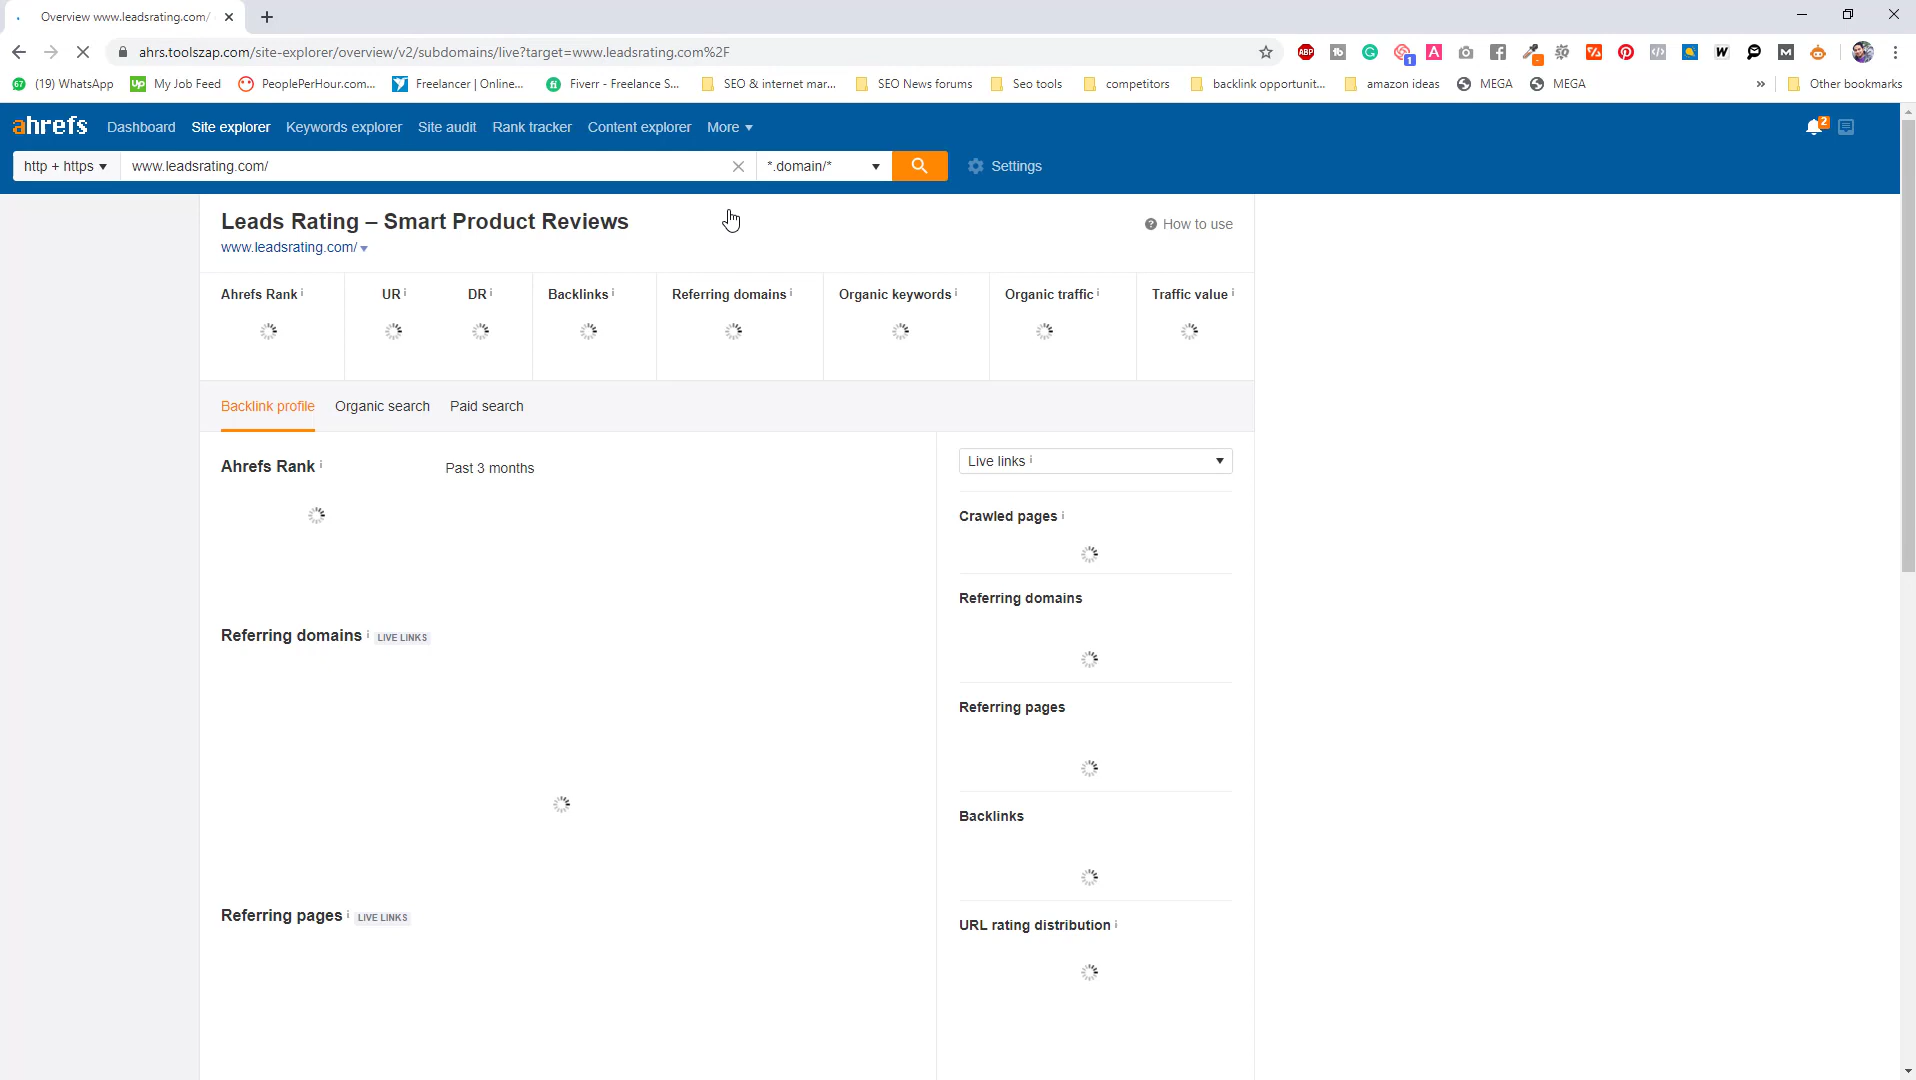 Overview www.leadsrating.com/
ahrs.toolszap.com/site-explorer/overview/v2/subdomains/live?target=www.leadsrating.com%2F
ABP
1
A
W
M
67 (19) WhatsApp
Up My Job Feed
PeoplePerHour.com...
Freelancer | Online...
fi Fiverr - Freelance S...
SEO & internet mar...
SEO News forums
Seo tools
competitors
backlink opportunit...
amazon ideas
MEGA
MEGA
»
Other bookmarks
ahrefs Dashboard Site explorer Keywords explorer Site audit Rank tracker Content explorer More
2
http + https www.leadsrating.com/ *.domain/* Settings
Leads Rating – Smart Product Reviews
How to use
www.leadsrating.com/
Ahrefs Rank i UR i DR i Backlinks i Referring domains i Organic keywords i Organic traffic i Traffic value i
Backlink profile Organic search Paid search
Ahrefs Rank i Past 3 months
Live links i
Crawled pages i
Referring domains
Referring domains i LIVE LINKS
Referring pages
Backlinks
Referring pages i LIVE LINKS
URL rating distribution i